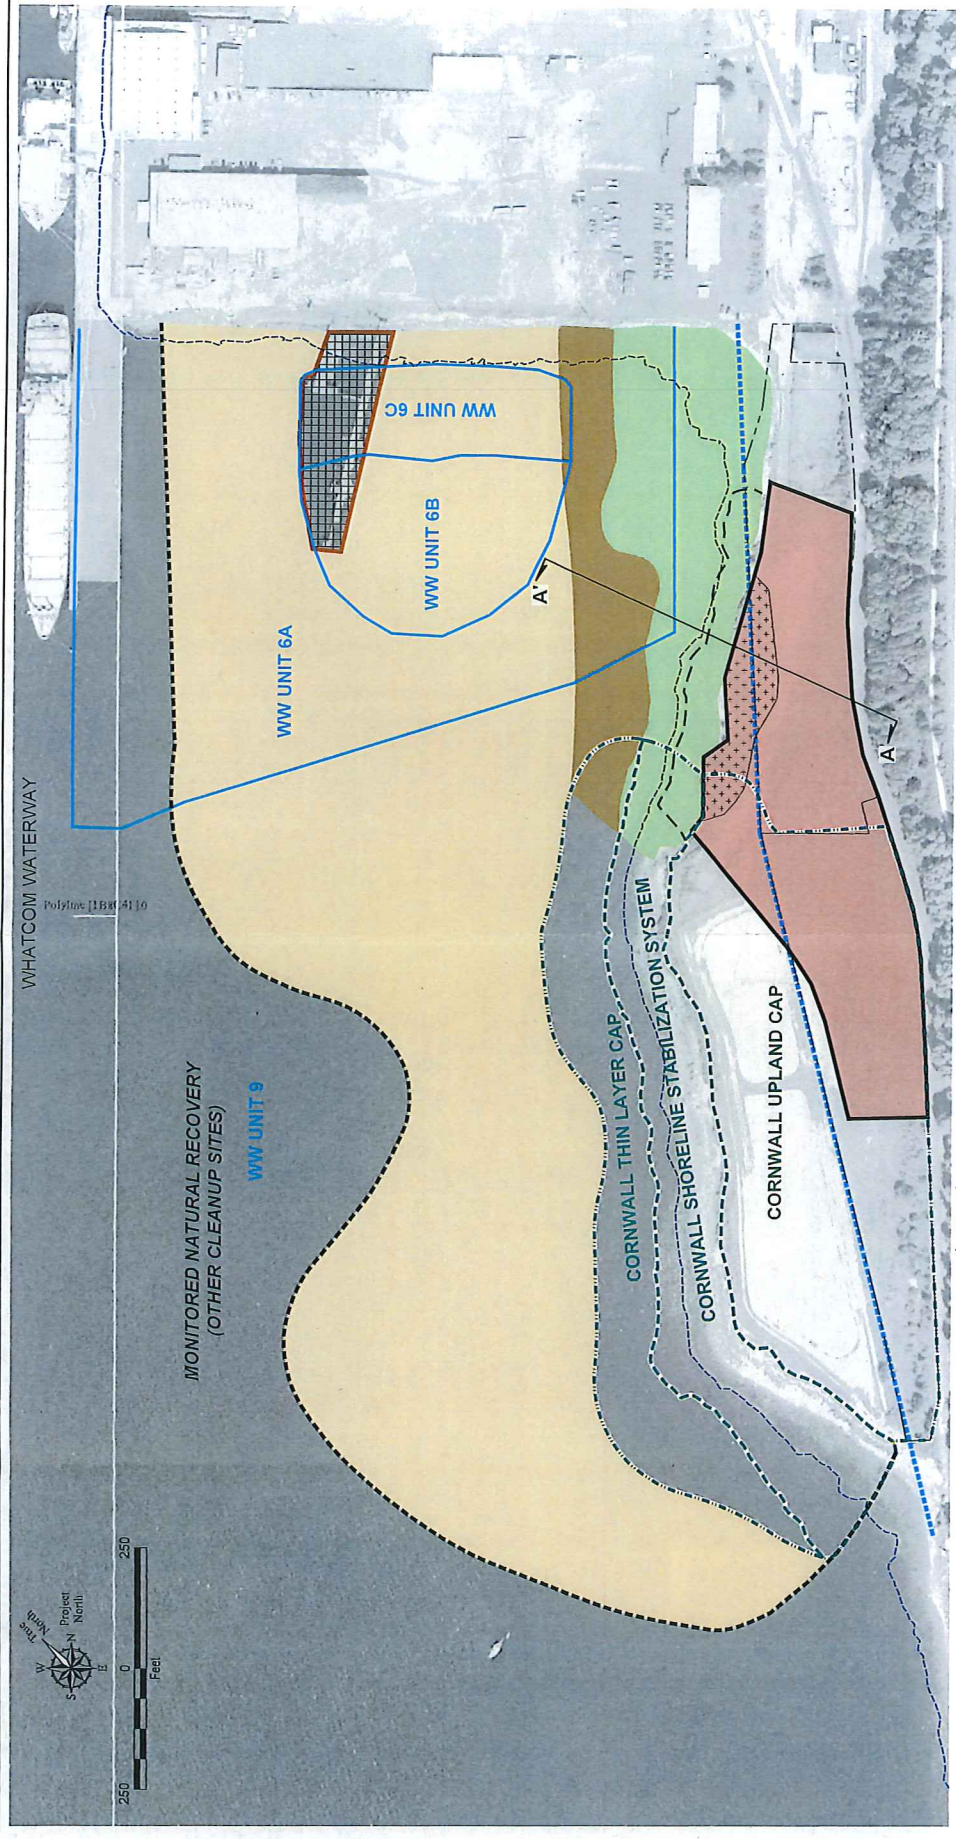 WHATCOM WATERWAY
MONITORED NATURAL RECOVERY
(OTHER CLEANUP SITES)
WW UNIT 9
WW UNIT 6A
WW UNIT 6B
WW UNIT 6C
A'
A
CORNWALL THIN LAYER CAP
CORNWALL SHORELINE STABILIZATION SYSTEM
CORNWALL UPLAND CAP
True
North
Project
North
W
N
S
E
250
0
250
Feet